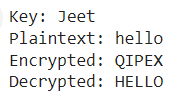 Key: Jeet
Plaintext: hello
Encrypted: QIPEX
Decrypted: HELLO